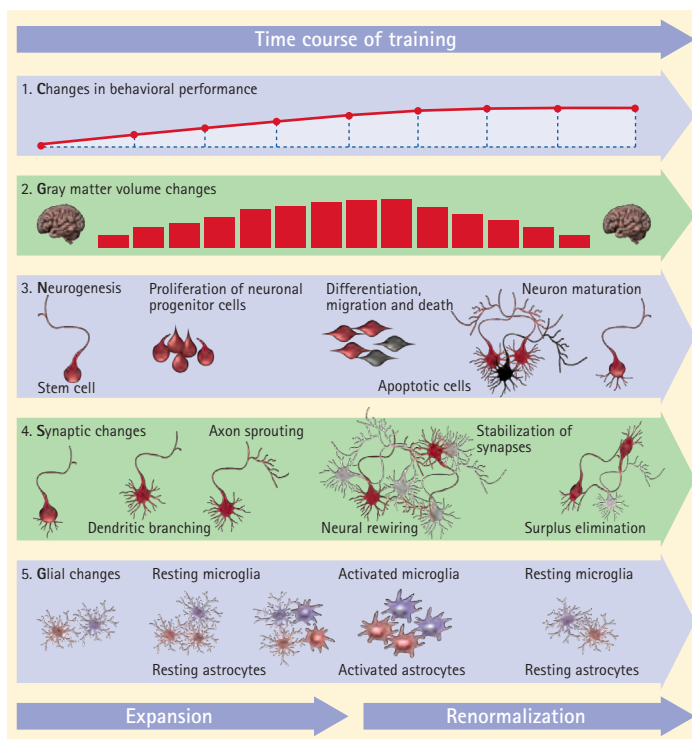 Time course of training
1. Changes in behavioral performance
2. Gray matter volume changes
3. Neurogenesis
Proliferation of neuronal
progenitor cells
Differentiation,
migration and death
Neuron maturation
Stem cell
Apoptotic cells
4. Synaptic changes
Axon sprouting
Stabilization of
synapses
Dendritic branching
Neural rewiring
Surplus elimination
5. Glial changes
Resting microglia
Activated microglia
Resting microglia
Resting astrocytes
Activated astrocytes
Resting astrocytes
Expansion
Renormalization